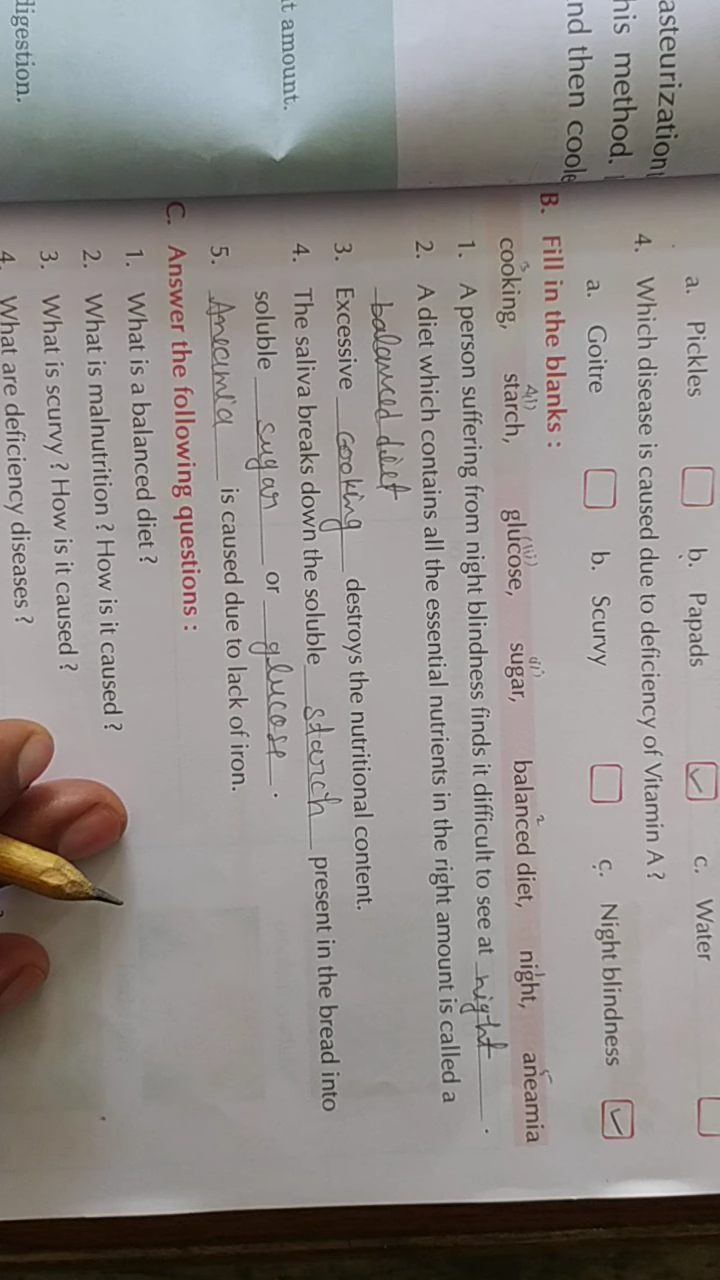 asteurization
his method.
nd then coole
t amount.
digestion.
a. Pickles b. Papads c. Water
4. Which disease is caused due to deficiency of Vitamin A ?
a. Goitre b. Scurvy c. Night blindness
B. Fill in the blanks :
cooking, starch, glucose, sugar, balanced diet, night, aneamia
1. A person suffering from night blindness finds it difficult to see at night.
2. A diet which contains all the essential nutrients in the right amount is called a
balanced diet
3. Excessive cooking destroys the nutritional content.
4. The saliva breaks down the soluble starch present in the bread into
soluble sugar or glucose.
5. Anecmia is caused due to lack of iron.
C. Answer the following questions :
1. What is a balanced diet ?
2. What is malnutrition ? How is it caused ?
3. What is scurvy ? How is it caused ?
4. What are deficiency diseases ?